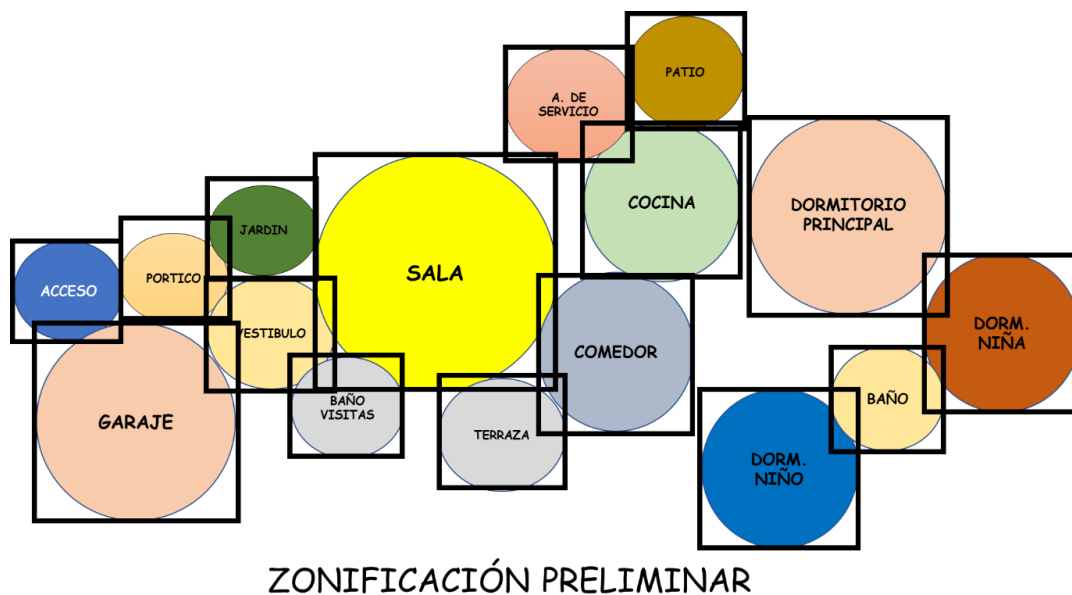 PATIO
A. DE
SERVICIO
COCINA
DORMITORIO
PRINCIPAL
JARDIN
SALA
PORTICO
ACCESO
VESTIBULO
COMEDOR
DORM.
NIÑA
GARAJE
BAÑO
VISITAS
TERRAZA
BAÑO
DORM.
NIÑO
ZONIFICACIÓN PRELIMINAR